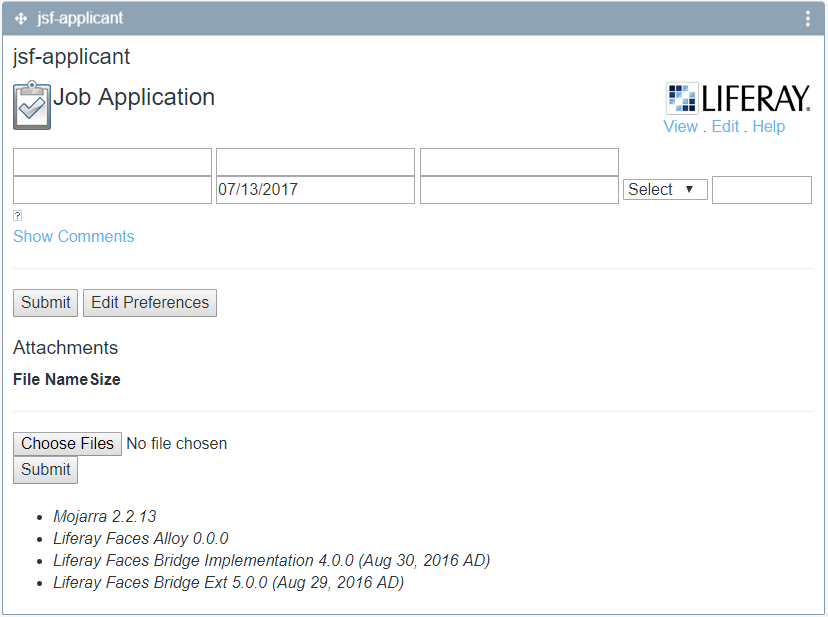 jsf-applicant
jsf-applicant
Job Application
LIFERAY.
View . Edit . Help
07/13/2017
Select ▼
?
Show Comments
Submit Edit Preferences
Attachments
File Name Size
Choose Files No file chosen
Submit
• Mojarra 2.2.13
• Liferay Faces Alloy 0.0.0
• Liferay Faces Bridge Implementation 4.0.0 (Aug 30, 2016 AD)
• Liferay Faces Bridge Ext 5.0.0 (Aug 29, 2016 AD)